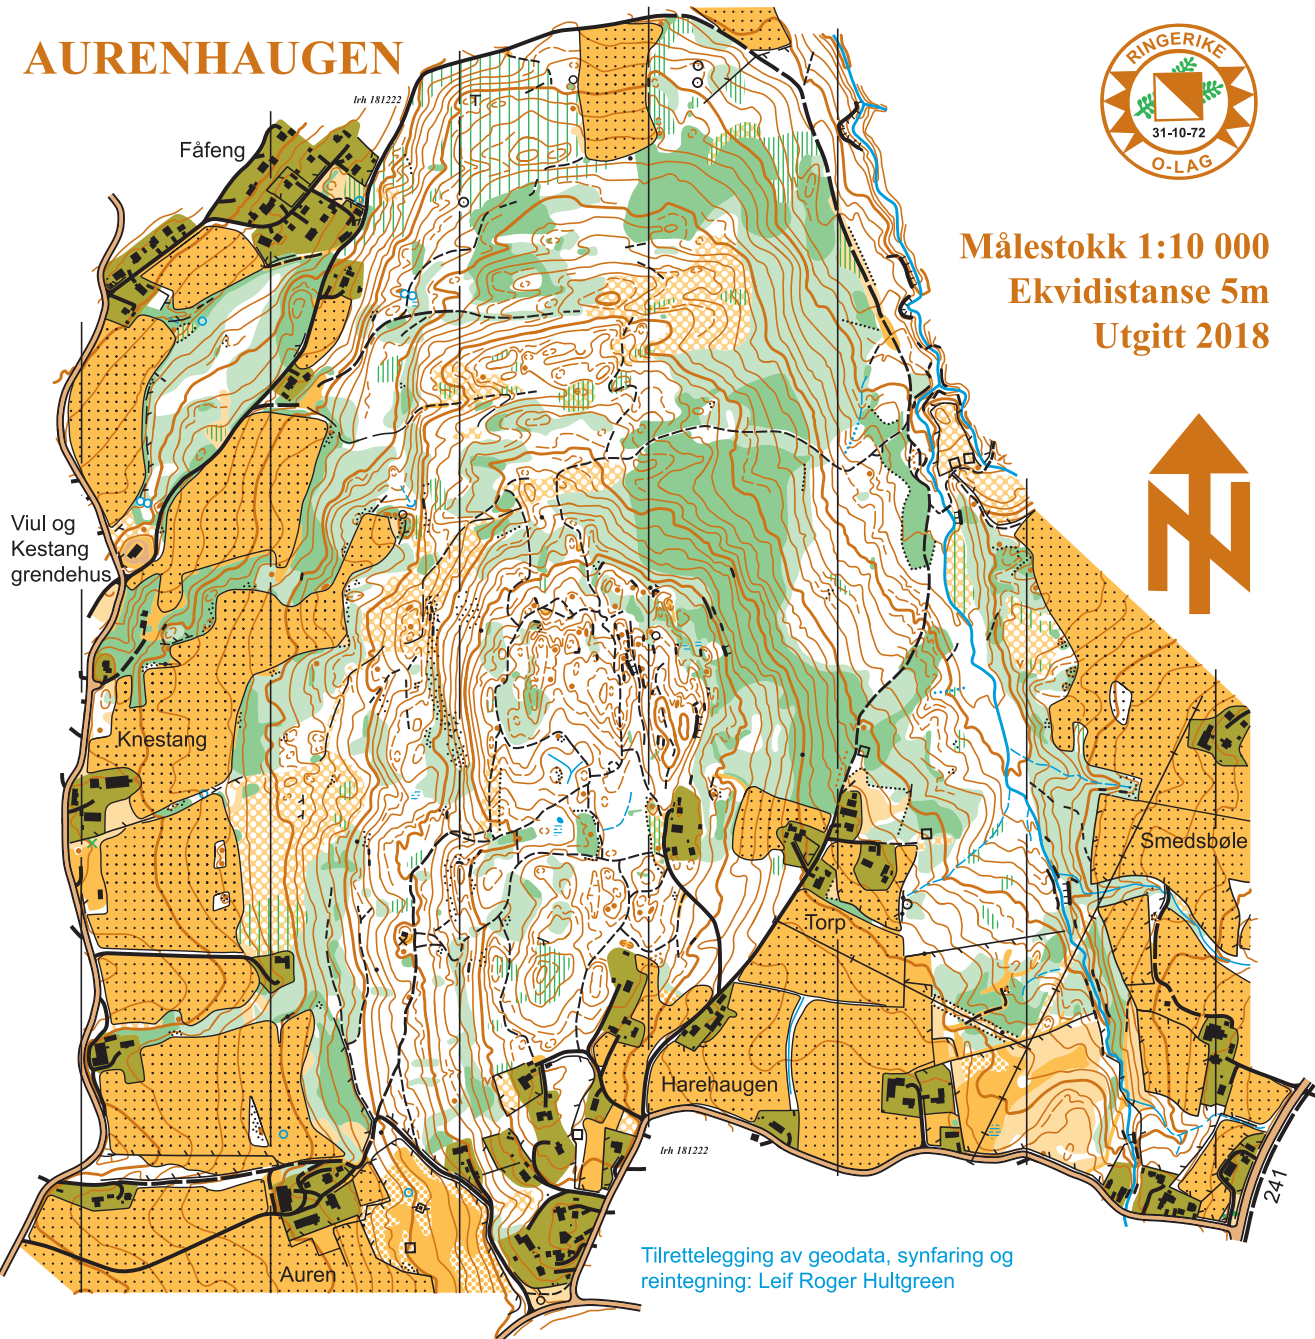 AURENHAUGEN
lrh 181222
RINGERIKE
31-10-72
O-LAG
Fåfeng
Målestokk 1:10 000
Ekvidistanse 5m
Utgitt 2018
N
Viul og
Kestang
grendehus
Knestang
Smedsbøle
Torp
Harehaugen
lrh 181222
241
Auren
Tilrettelegging av geodata, synfaring og
reintegning: Leif Roger Hultgreen